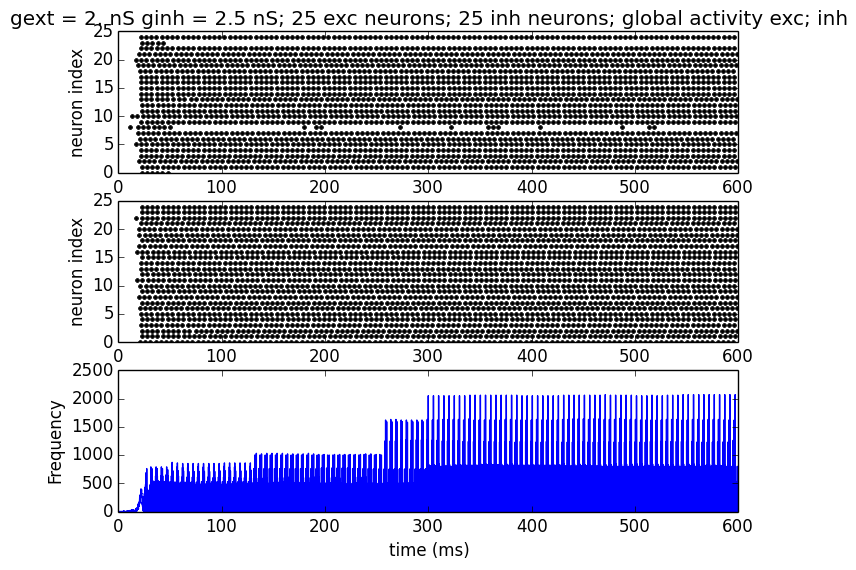 gext = 2, nS ginh = 2.5 nS; 25 exc neurons; 25 inh neurons; global activity exc; inh
25
20
15
10
5
0
neuron index
0 100 200 300 400 500 600
25
20
15
10
5
0
neuron index
0 100 200 300 400 500 600
2500
2000
1500
1000
500
0
Frequency
0 100 200 300 400 500 600
time (ms)